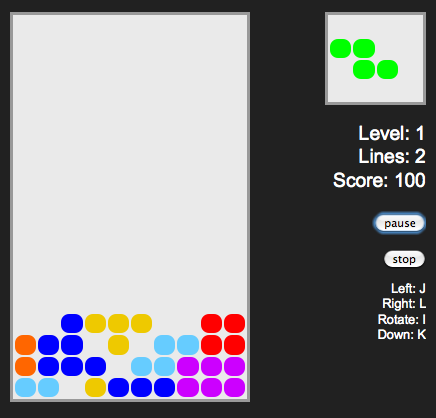 Level: 1
Lines: 2
Score: 100
pause
stop
Left: J
Right: L
Rotate: I
Down: K